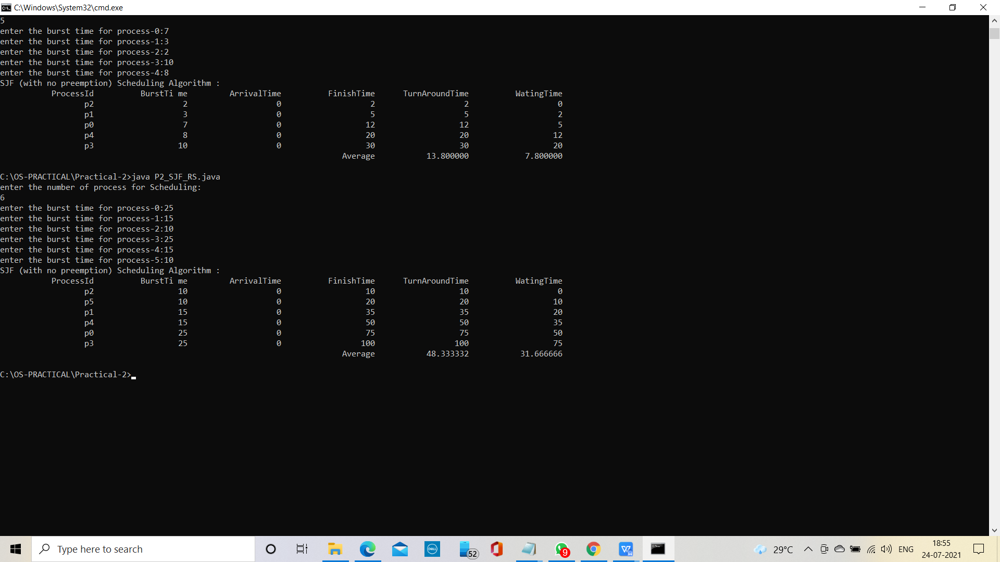 C:\Windows\System32\cmd.exe
5
enter the burst time for process-0:7
enter the burst time for process-1:3
enter the burst time for process-2:2
enter the burst time for process-3:10
enter the burst time for process-4:8
SJF (with no preemption) Scheduling Algorithm :
ProcessId BurstTi me ArrivalTime FinishTime TurnAroundTime WatingTime
p2 2 0 2 2 0
p1 3 0 5 5 2
p0 7 0 12 12 5
p4 8 0 20 20 12
p3 10 0 30 30 20
Average 13.800000 7.800000
C:\OS-PRACTICAL\Practical-2>java P2_SJF_RS.java
enter the number of process for Scheduling:
6
enter the burst time for process-0:25
enter the burst time for process-1:15
enter the burst time for process-2:10
enter the burst time for process-3:25
enter the burst time for process-4:15
enter the burst time for process-5:10
SJF (with no preemption) Scheduling Algorithm :
ProcessId BurstTi me ArrivalTime FinishTime TurnAroundTime WatingTime
p2 10 0 10 10 0
p5 10 0 20 20 10
p1 15 0 35 35 20
p4 15 0 50 50 35
p0 25 0 75 75 50
p3 25 0 100 100 75
Average 48.333332 31.666666
C:\OS-PRACTICAL\Practical-2>
Type here to search
DELL
52
9
W
29°C
ENG
18:55
24-07-2021